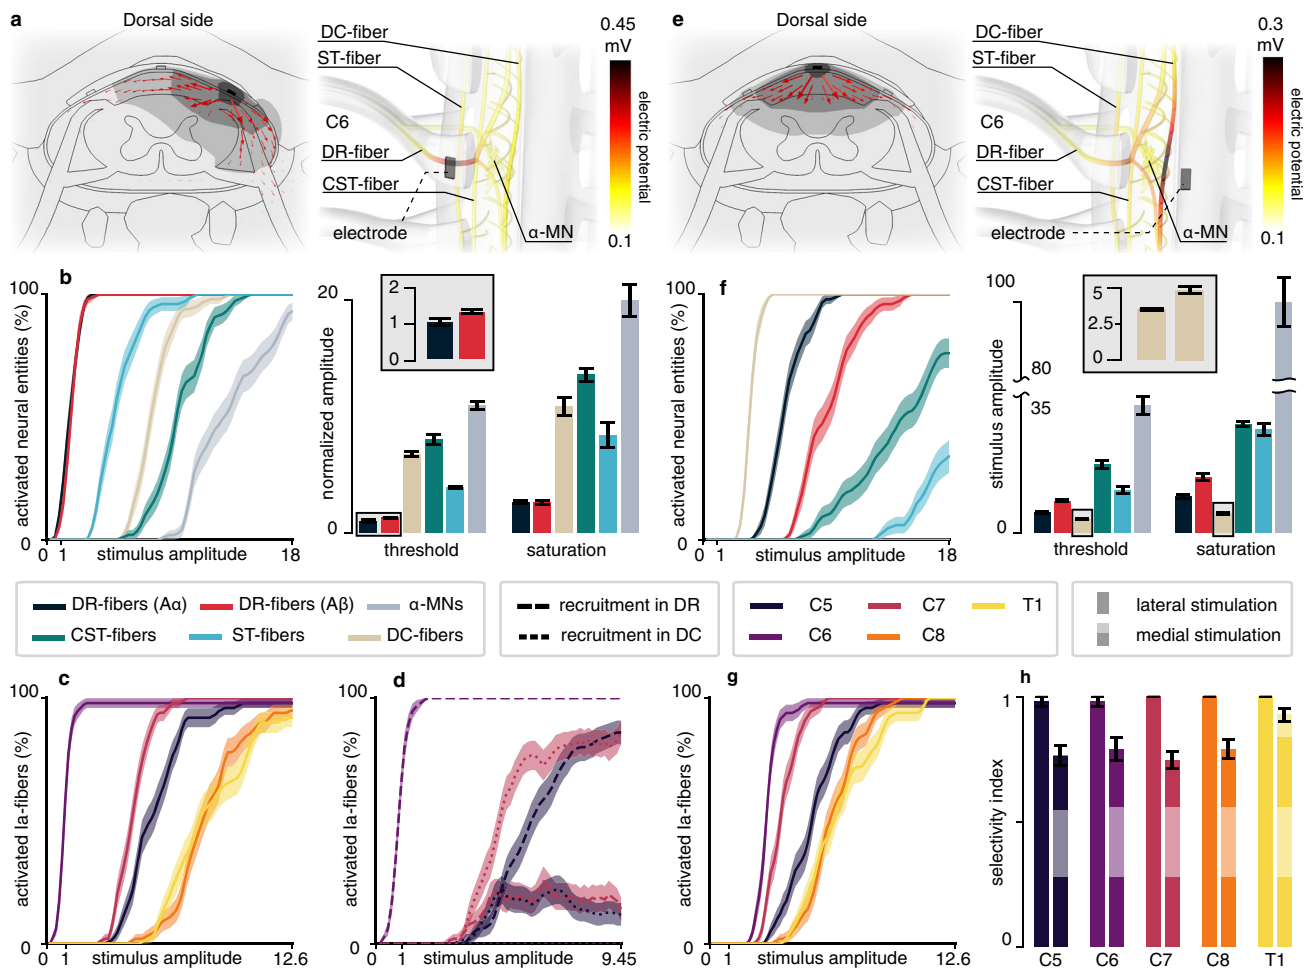 a
Dorsal side
DC-fiber
ST-fiber
C6
DR-fiber
CST-fiber
electrode
α-MN
0.45
mV
electric potential
0.1
e
Dorsal side
DC-fiber
ST-fiber
C6
DR-fiber
CST-fiber
electrode
α-MN
0.3
mV
electric potential
0.1
b
100
activated neural entities (%)
0
0 1 stimulus amplitude 18
20
normalized amplitude
0
2
1
0
threshold saturation
f
100
activated neural entities (%)
0
0 1 stimulus amplitude 18
100
80
35
stimulus amplitude
0
5
2.5
0
threshold saturation
DR-fibers (Aα) DR-fibers (Aβ) α-MNs
CST-fibers ST-fibers DC-fibers
recruitment in DR
recruitment in DC
C5 C7 T1
C6 C8
lateral stimulation
medial stimulation
c
100
activated Ia-fibers (%)
0
0 1 stimulus amplitude 12.6
d
100
activated Ia-fibers (%)
0
0 1 stimulus amplitude 9.45
g
100
activated Ia-fibers (%)
0
0 1 stimulus amplitude 12.6
h
1
selectivity index
0
C5 C6 C7 C8 T1